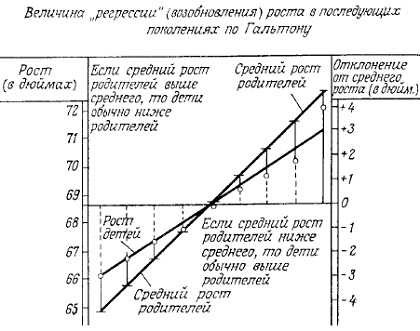 Величина „регрессии" (возобновления) роста в последующих
поколениях по Гальтону
Рост
(в дюймах)
Если средний рост
родителей выше
среднего, то дети
обычно ниже
родителей
Средний рост
родителей
Отклонение
от среднего
роста (в дюйм.)
72
71
70
69
68
67
66
65
+4
+3
+2
+1
0
-1
-2
-3
-4
Рост
детей
Если средний рост
родителей ниже
среднего, то дети
обычно выше
родителей
Средний рост
родителей